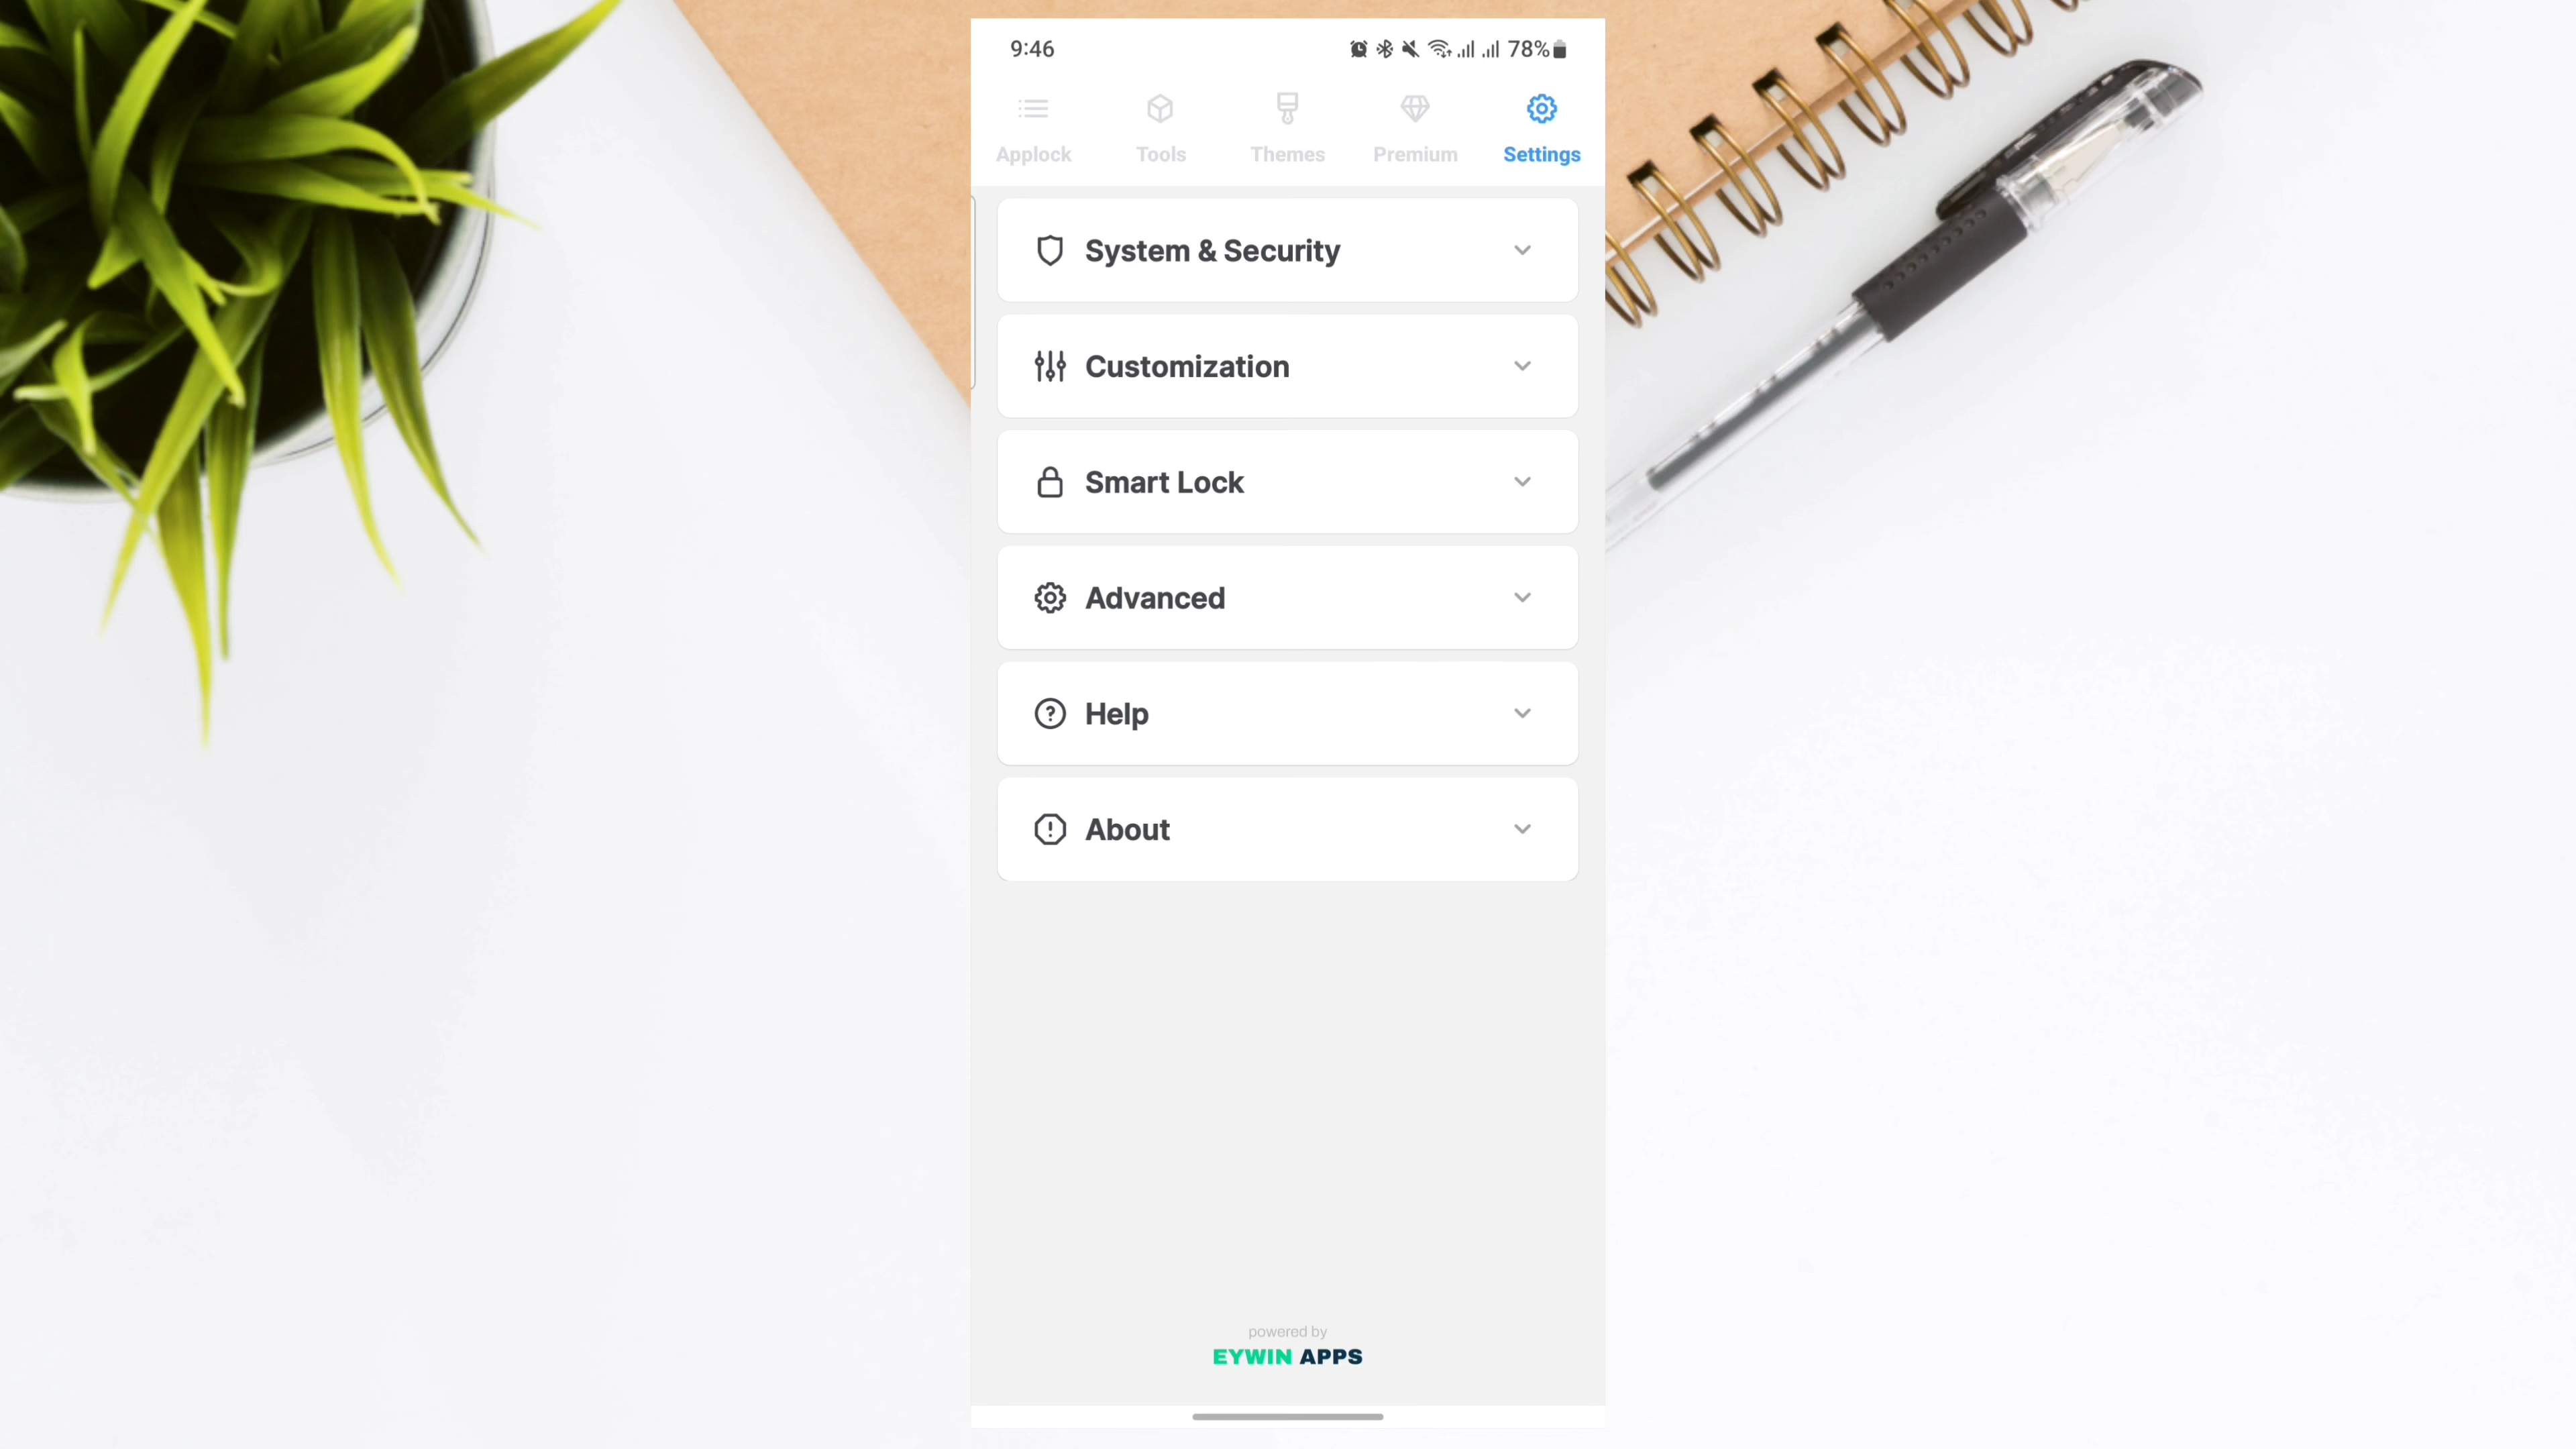 9:46 78%
Applock Tools Themes Premium Settings
System & Security
Customization
Smart Lock
Advanced
Help
About
powered by
EYWIN APPS